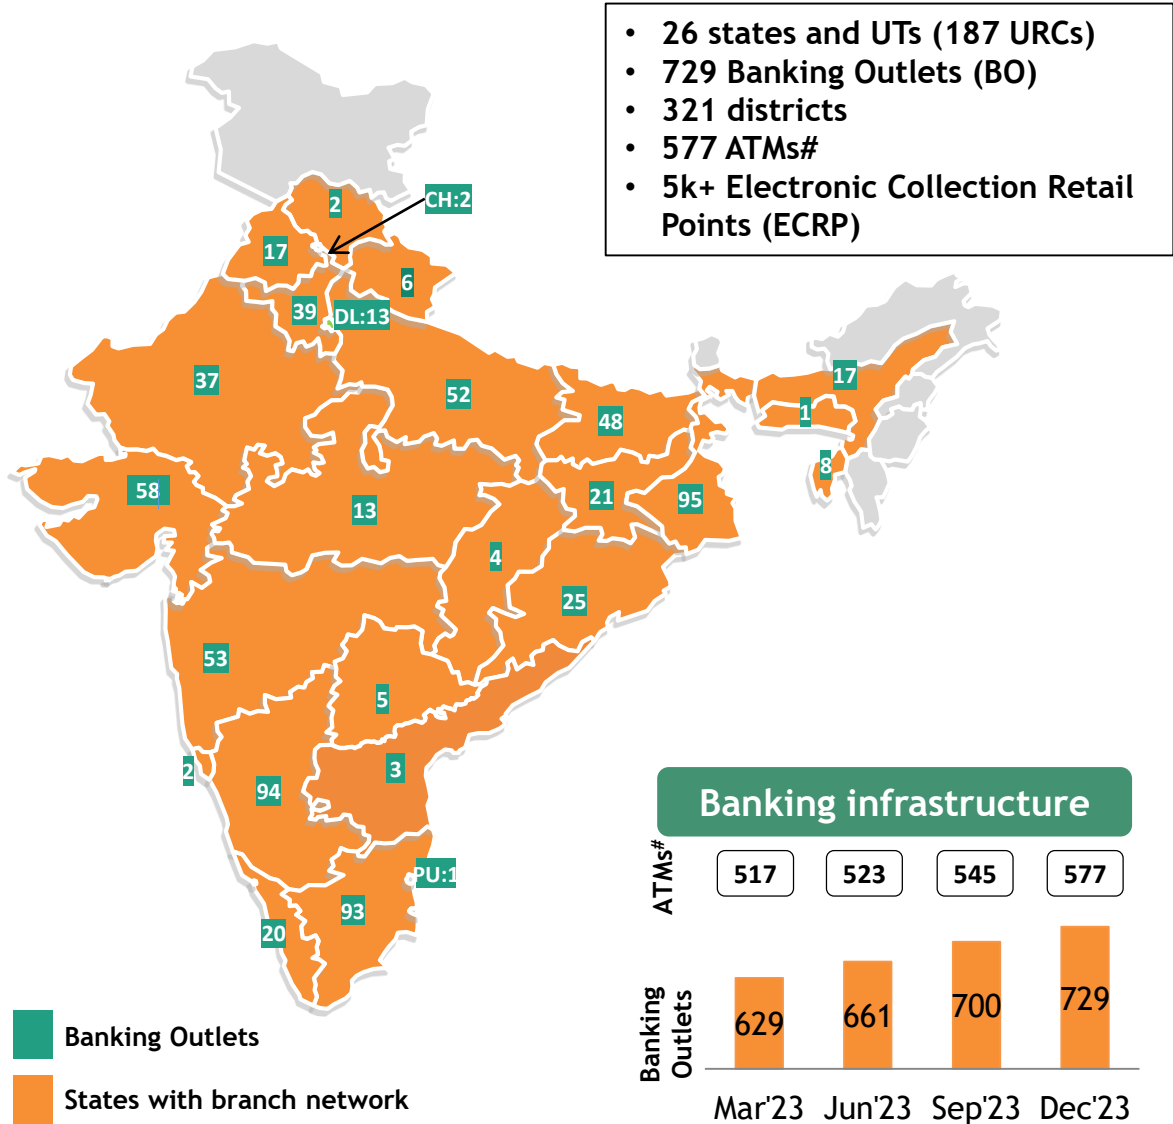 • 26 states and UTs (187 URCs)
• 729 Banking Outlets (BO)
• 321 districts
• 577 ATMs#
• 5k+ Electronic Collection Retail
Points (ECRP)
2
CH:2
17
6
39
DL:13
37
52
17
48
1
8
58
13
21
95
4
25
53
5
2
94
3
PU:1
93
20
Banking Outlets
States with branch network
Banking infrastructure
ATMs#
517
523
545
577
Banking
Outlets
629
661
700
729
Mar'23
Jun'23
Sep'23
Dec'23